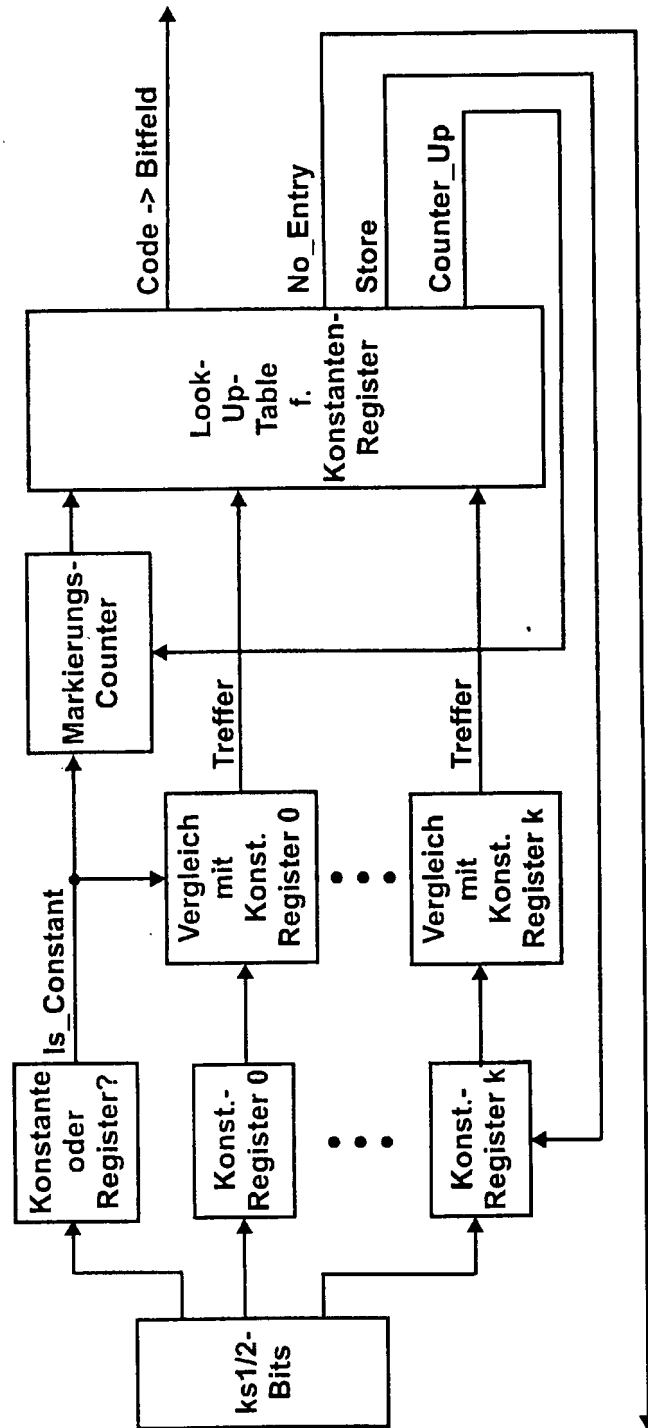 ks1/2-
Bits
Konstante
oder
Register?
Is_Constant
Konst.-
Register 0
Konst.-
Register k
Vergleich
mit
Konst.
Register 0
Vergleich
mit
Konst.
Register k
Markierungs-
Counter
Treffer
Treffer
Look-
Up-
Table
f.
Konstanten-
Register
Code -> Bitfeld
No_Entry
Store
Counter_Up